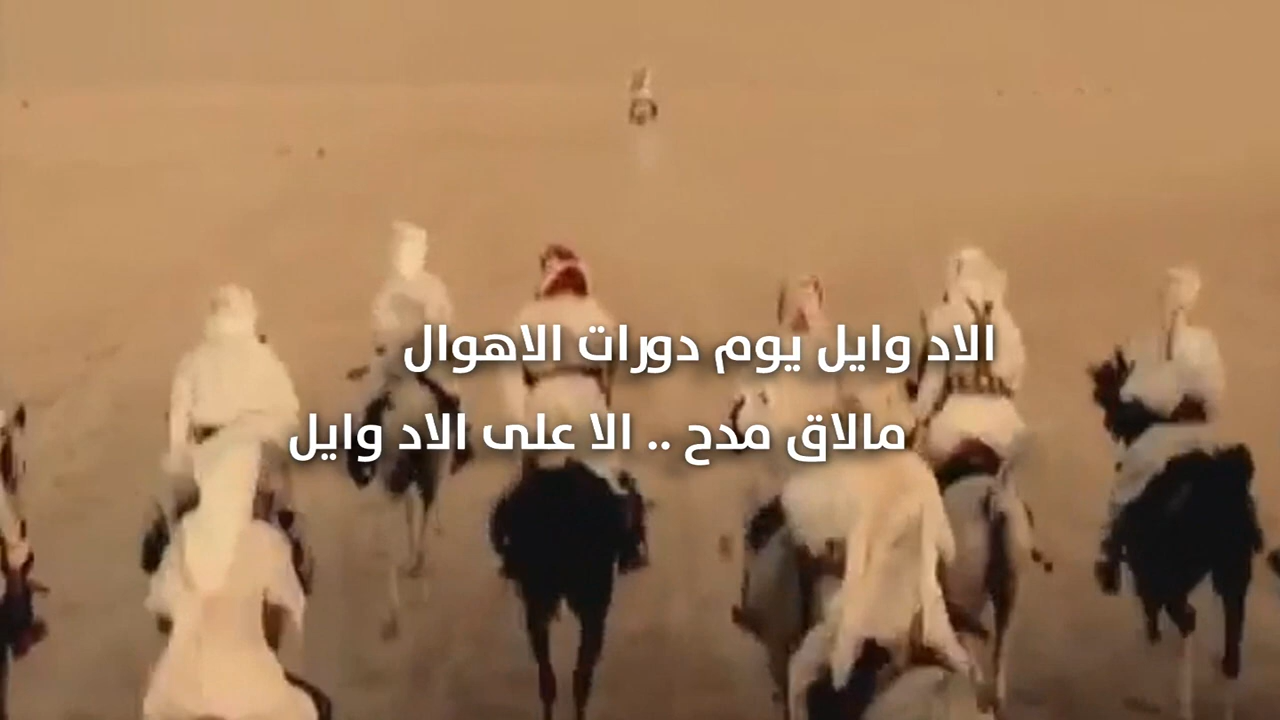 الاد وايل يوم دورات الاهوال
مالاق مدح .. الا على الاد وايل